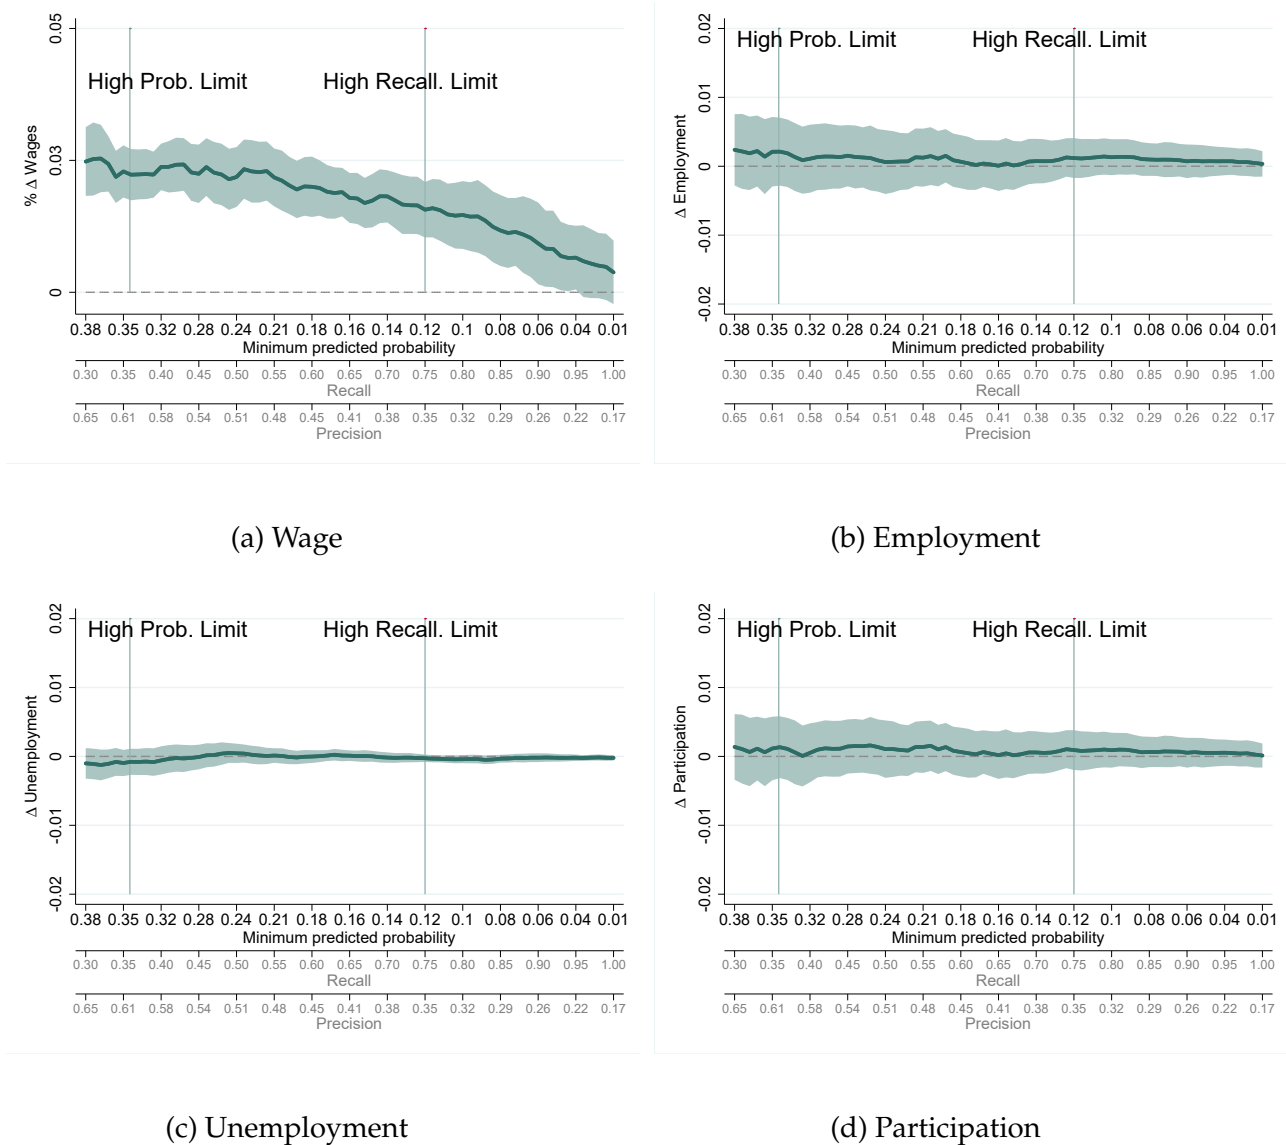 0.05
0.03
0
% Δ Wages
High Prob. Limit
High Recall. Limit
0.38 0.35 0.32 0.28 0.24 0.21 0.18 0.16 0.14 0.12 0.1 0.08 0.06 0.04 0.01
Minimum predicted probability
0.30 0.35 0.40 0.45 0.50 0.55 0.60 0.65 0.70 0.75 0.80 0.85 0.90 0.95 1.00
Recall
0.65 0.61 0.58 0.54 0.51 0.48 0.45 0.41 0.38 0.35 0.33 0.29 0.26 0.22 0.17
Precision
(a) Wage
0.02
0.01
0
-0.01
-0.02
Δ Employment
High Prob. Limit
High Recall. Limit
0.38 0.35 0.32 0.28 0.24 0.21 0.18 0.16 0.14 0.12 0.1 0.08 0.06 0.04 0.01
Minimum predicted probability
0.30 0.35 0.40 0.45 0.50 0.55 0.60 0.65 0.70 0.75 0.80 0.85 0.90 0.95 1.00
Recall
0.65 0.61 0.58 0.54 0.51 0.48 0.45 0.41 0.38 0.35 0.33 0.29 0.26 0.22 0.17
Precision
(b) Employment
0.02
0.01
0
-0.01
-0.02
Δ Unemployment
High Prob. Limit
High Recall. Limit
0.38 0.35 0.32 0.28 0.24 0.21 0.18 0.16 0.14 0.12 0.1 0.08 0.06 0.04 0.01
Minimum predicted probability
0.30 0.35 0.40 0.45 0.50 0.55 0.60 0.65 0.70 0.75 0.80 0.85 0.90 0.95 1.00
Recall
0.65 0.61 0.58 0.54 0.51 0.48 0.45 0.41 0.38 0.35 0.33 0.29 0.26 0.22 0.17
Precision
(c) Unemployment
0.02
0.01
0
-0.01
-0.02
Δ Participation
High Prob. Limit
High Recall. Limit
0.38 0.35 0.32 0.28 0.24 0.21 0.18 0.16 0.14 0.12 0.1 0.08 0.06 0.04 0.01
Minimum predicted probability
0.30 0.35 0.40 0.45 0.50 0.55 0.60 0.65 0.70 0.75 0.80 0.85 0.90 0.95 1.00
Recall
0.65 0.61 0.58 0.54 0.51 0.48 0.45 0.41 0.38 0.35 0.33 0.29 0.26 0.22 0.17
Precision
(d) Participation